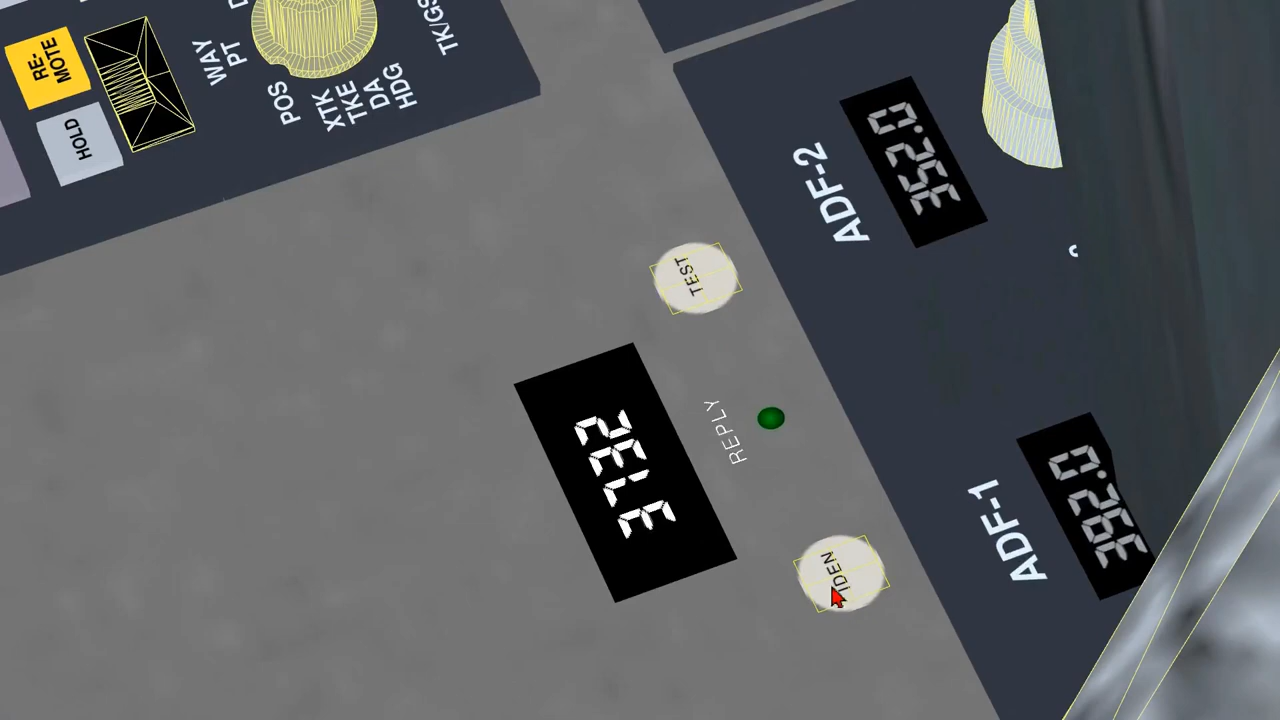 RE-
MOTE
HOLD
WAY
PT
POS
XTK
TKE
DA
HDG
TK/GS
ADF-2
352.0
TEST
3732
REPLY
IDEN
ADF-1
392.0